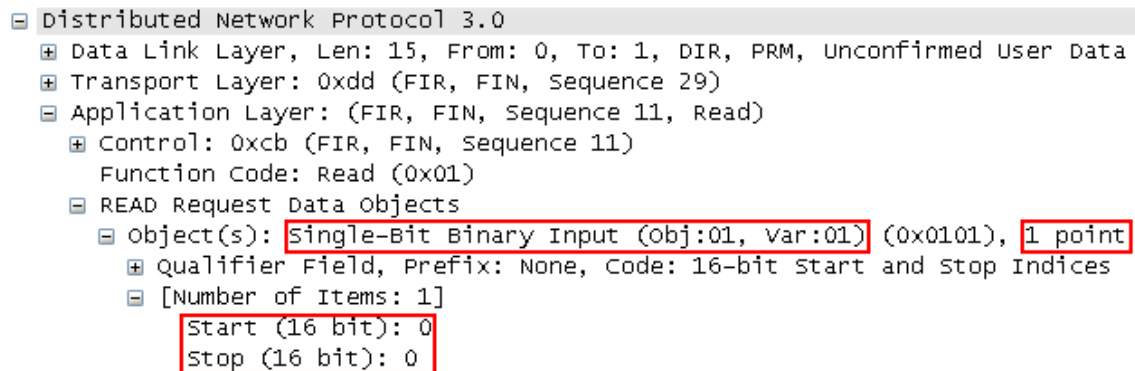 Distributed Network Protocol 3.0
Data Link Layer, Len: 15, From: 0, To: 1, DIR, PRM, Unconfirmed User Data
Transport Layer: 0xdd (FIR, FIN, Sequence 29)
Application Layer: (FIR, FIN, Sequence 11, Read)
Control: 0xcb (FIR, FIN, Sequence 11)
Function Code: Read (0x01)
READ Request Data Objects
Object(s): Single-Bit Binary Input (Obj:01, Var:01) (0x0101), 1 point
Qualifier Field, Prefix: None, Code: 16-bit Start and Stop Indices
[Number of Items: 1]
Start (16 bit): 0
Stop (16 bit): 0